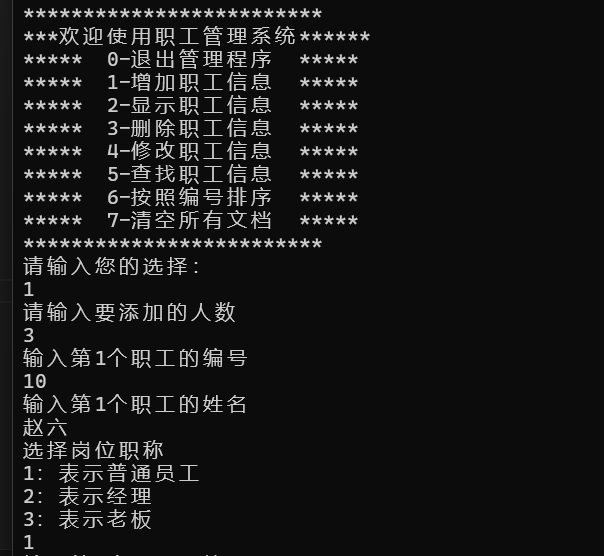 *************************
***欢迎使用职工管理系统******
*****  0-退出管理程序  *****
*****  1-增加职工信息  *****
*****  2-显示职工信息  *****
*****  3-删除职工信息  *****
*****  4-修改职工信息  *****
*****  5-查找职工信息  *****
*****  6-按照编号排序  *****
*****  7-清空所有文档  *****
*************************
请输入您的选择:
1
请输入要添加的人数
3
输入第1个职工的编号
10
输入第1个职工的姓名
赵六
选择岗位职称
1: 表示普通员工
2: 表示经理
3: 表示老板
1